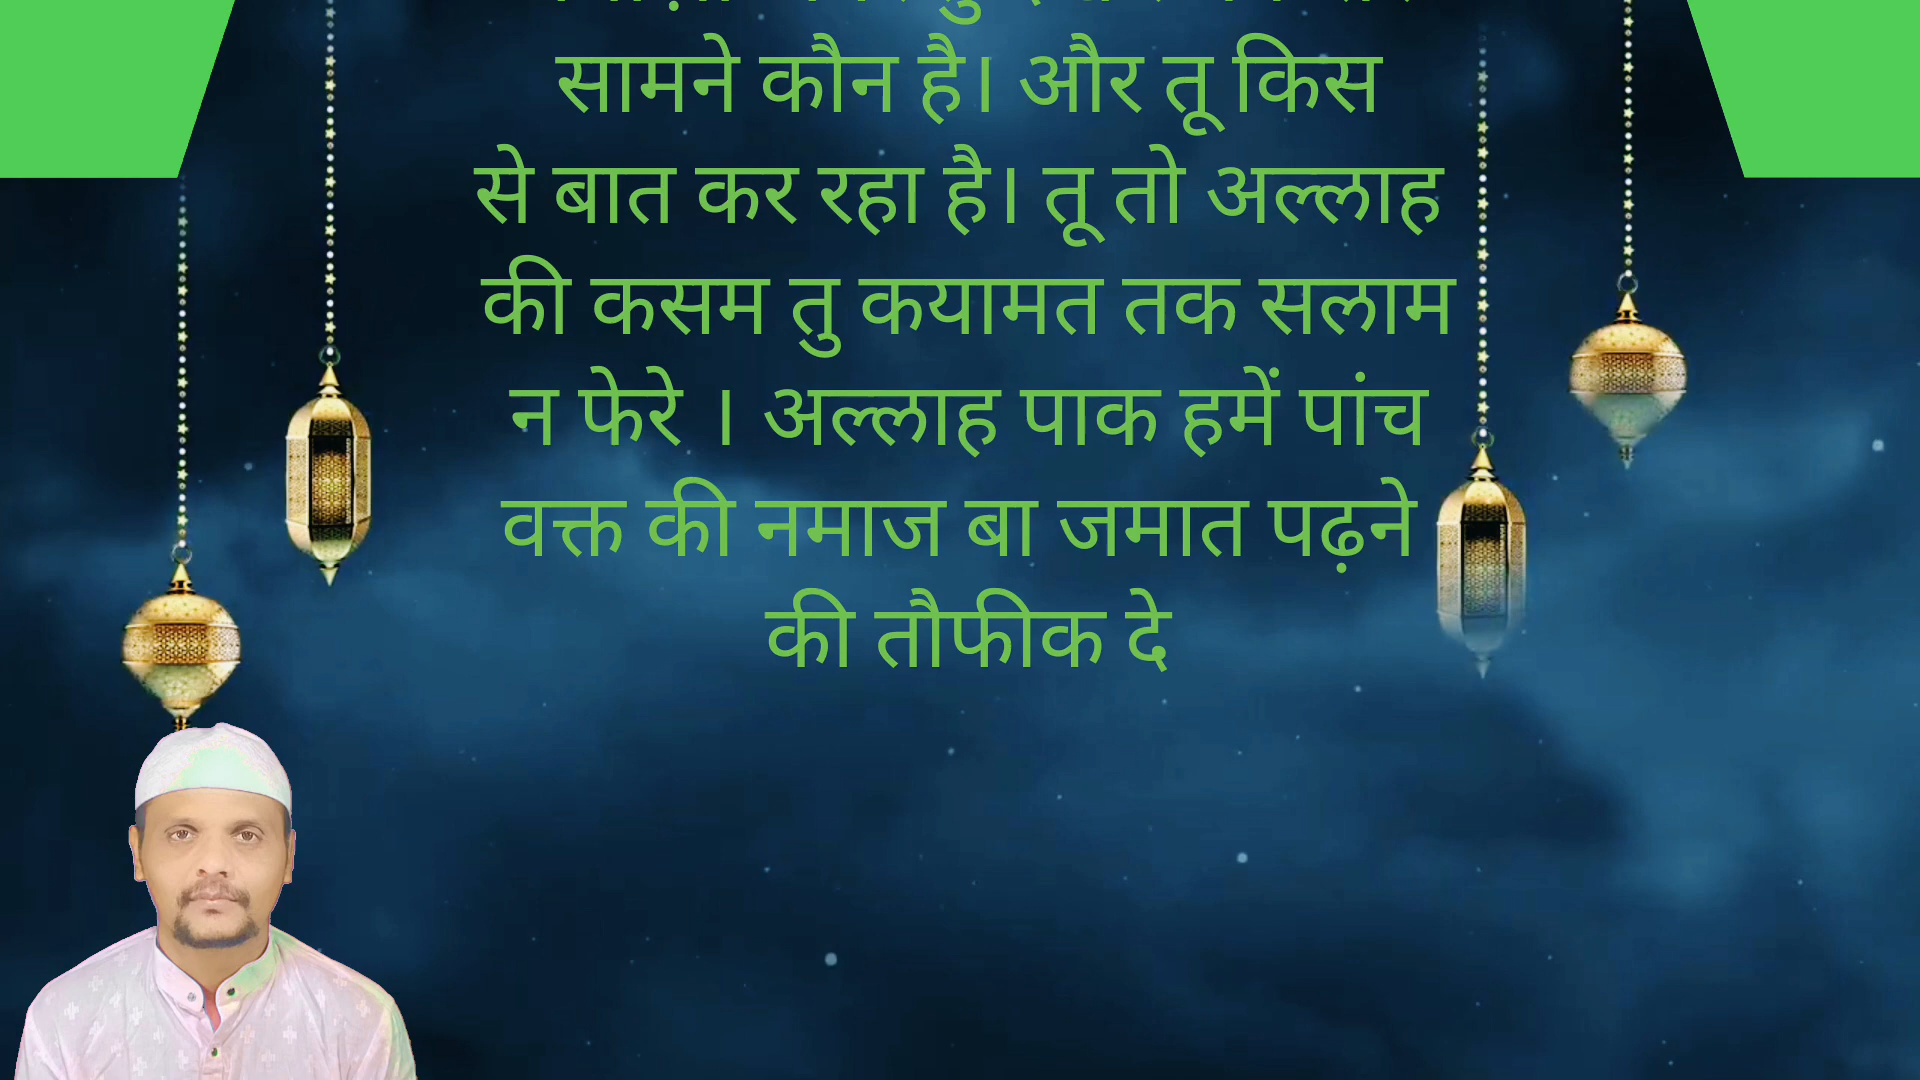 सामने कौन है। और तू किस
से बात कर रहा है। तू तो अल्लाह
की कसम तु कयामत तक सलाम
न फेरे । अल्लाह पाक हमें पांच
वक्त की नमाज बा जमात पढ़ने
की तौफीक दे